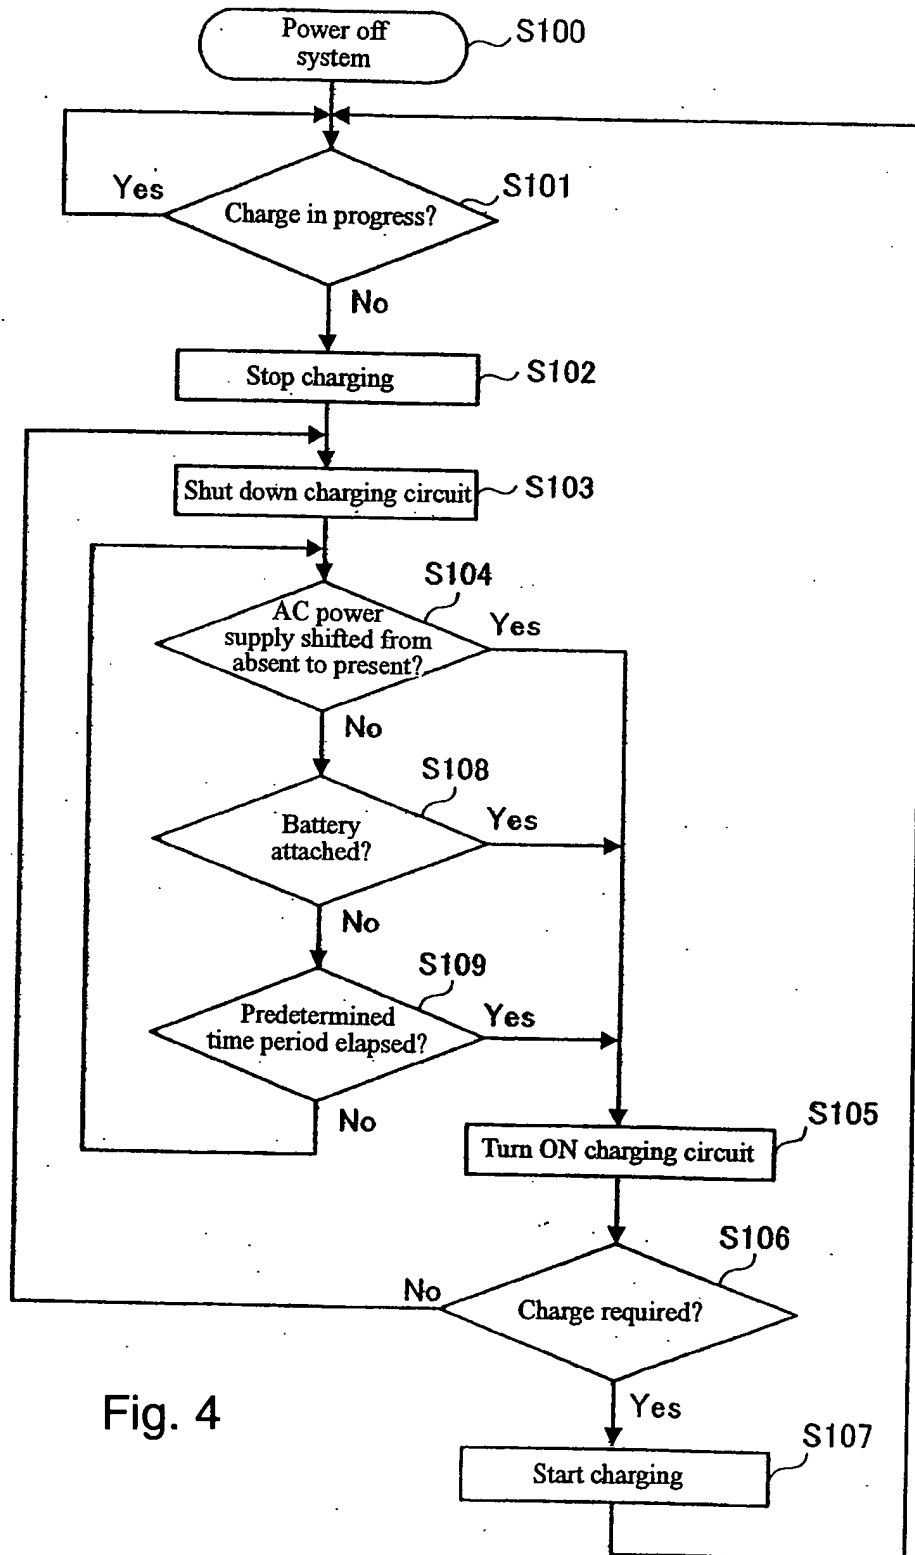 Power off
system
S100
S101
Yes
Charge in progress?
No
Stop charging
S102
Shut down charging circuit
S103
S104
AC power
supply shifted from
absent to present?
Yes
No
S108
Battery
attached?
Yes
No
S109
Predetermined
time period elapsed?
Yes
No
S105
Turn ON charging circuit
S106
No
Charge required?
Yes
Fig. 4
S107
Start charging